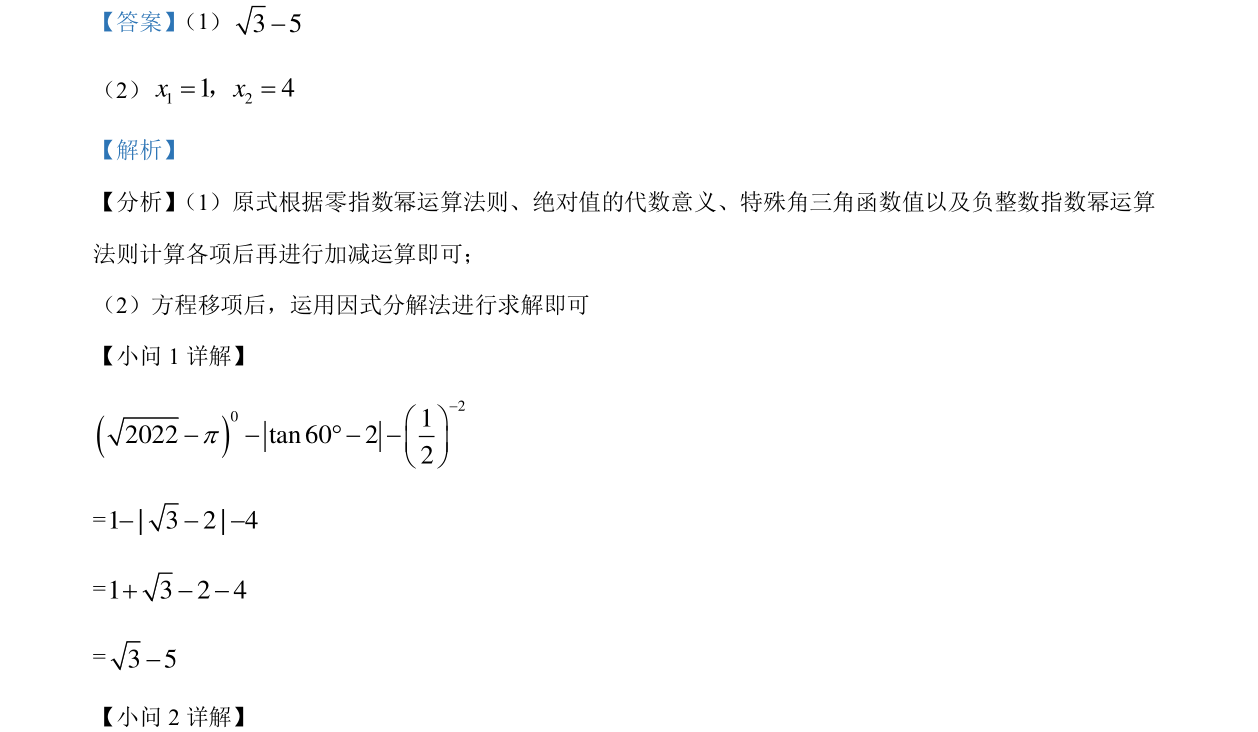 【答案】（1）√3−5
（2）x₁=1，x₂=4
【解析】
【分析】（1）原式根据零指数幂运算法则、绝对值的代数意义、特殊角三角函数值以及负整数指数幂运算
法则计算各项后再进行加减运算即可；
（2）方程移项后，运用因式分解法进行求解即可
【小问 1 详解】
(√2022−π)⁰−|tan 60°−2|−(1/2)⁻²
=1−|√3−2|−4
=1+√3−2−4
=√3−5
【小问 2 详解】